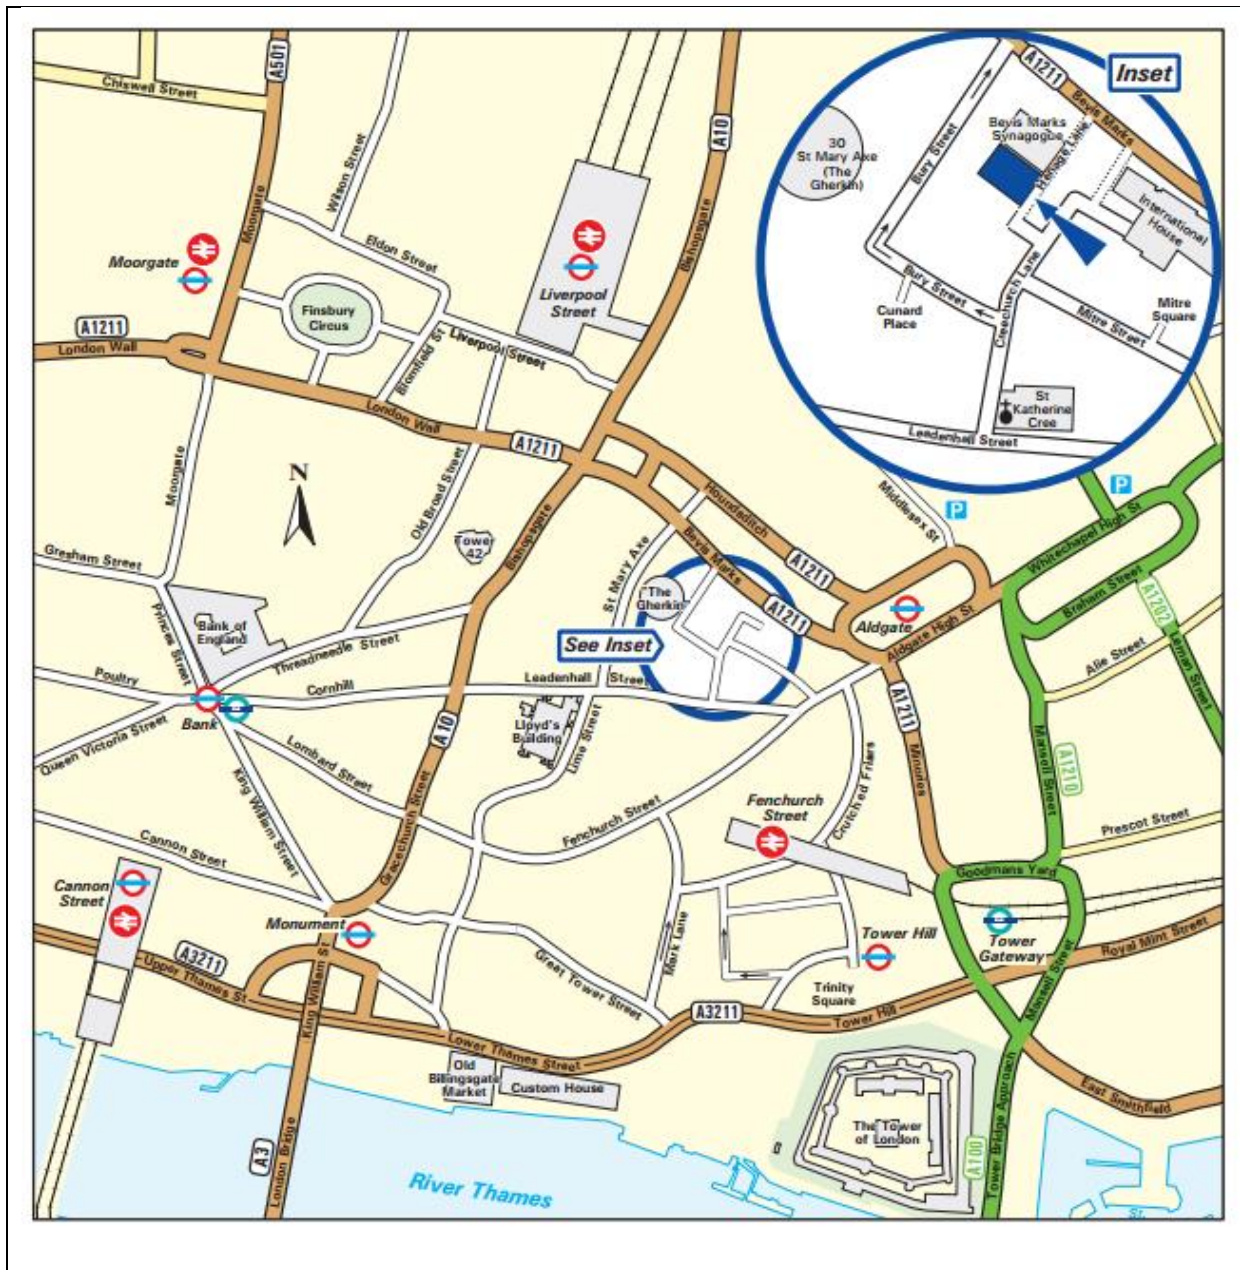 A501
Chiswell Street
Wilson Street
A10
Moorgate
Bishopsgate
Moorgate
Eldon Street
Liverpool
Street
Finsbury
Circus
A1211
London Wall
Blomfield St
Liverpool Street
London Wall
A1211
Moorgate
N
Old Broad Street
Tower
42
Bishopsgate
Houndsditch
Bevis Marks
A1211
Middlesex St
P
P
Whitechapel High St
Braham Street
A1202
Leman Street
Alie Street
Gresham Street
Princes Street
Bank of
England
Threadneedle Street
St Mary Axe
The
Gherkin
A1211
See Inset
Aldgate
Aldgate High St
Poultry
Cornhill
Leadenhall Street
Bank
Queen Victoria Street
Lombard Street
King William Street
A10
Lloyd's
Building
Lime Street
A1211
Minories
Mansell Street
A1210
Crutched Friars
Fenchurch Street
Fenchurch
Street
Gracechurch Street
Prescot Street
Cannon Street
Goodmans Yard
Cannon
Street
Monument
Mark Lane
Tower Hill
Tower
Gateway
Royal Mint Street
Mansell Street
A3211
Upper Thames St
King William St
Great Tower Street
Trinity
Square
A3211
Tower Hill
Lower Thames Street
Old
Billingsgate
Market
Custom House
East Smithfield
The Tower
of London
Tower Bridge Approach
A100
A3
London Bridge
River Thames
St.
Inset
A1211
Bevis Marks
Bevis Marks
Synagogue
Heneage Lane
30
St Mary Axe
(The
Gherkin)
Bury Street
International
House
Bury Street
Creechurch Lane
Cunard
Place
Mitre Street
Mitre
Square
St
Katherine
Cree
Leadenhall Street